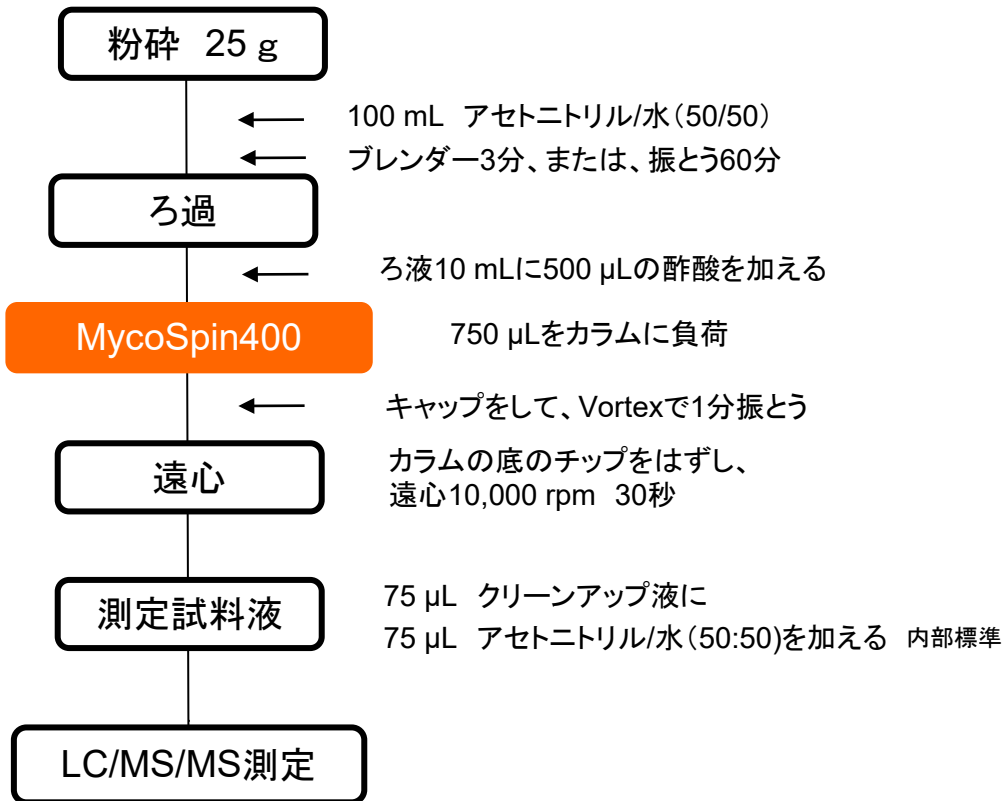 粉砕 25 g
100 mL アセトニトリル/水（50/50）
ブレンダー3分、または、振とう60分
ろ過
ろ液10 mLに500 µLの酢酸を加える
MycoSpin400
750 µLをカラムに負荷
キャップをして、Vortexで1分振とう
遠心
カラムの底のチップをはずし、
遠心10,000 rpm 30秒
測定試料液
75 µL クリーンアップ液に
75 µL アセトニトリル/水（50:50)を加える 内部標準
LC/MS/MS測定